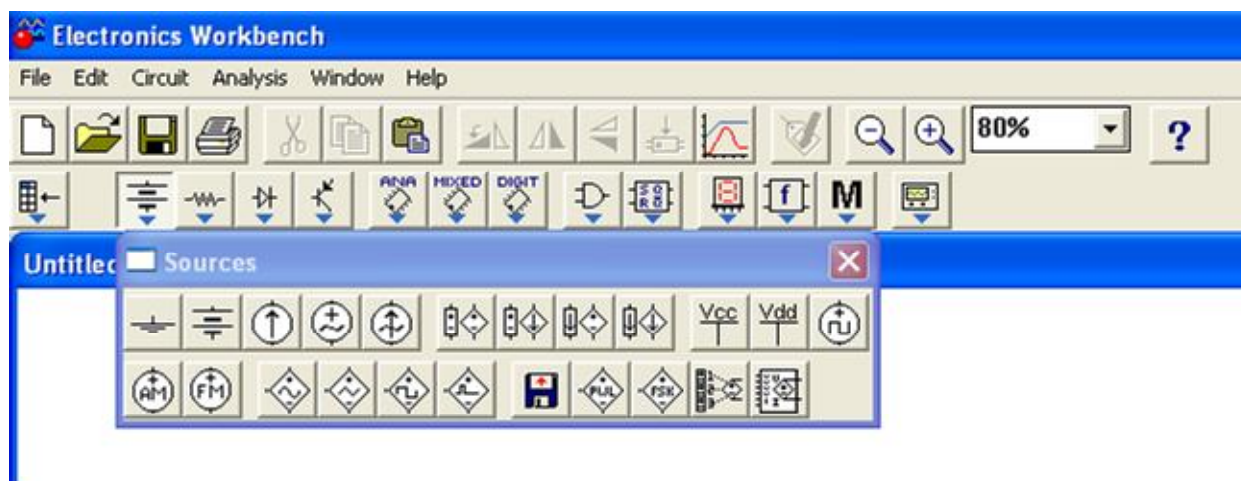 Electronics Workbench
File Edit Circuit Analysis Window Help
80% ?
ANA MIXED DIGIT f M
Untitled Sources
Vcc Vdd
AM FM PWL FSK